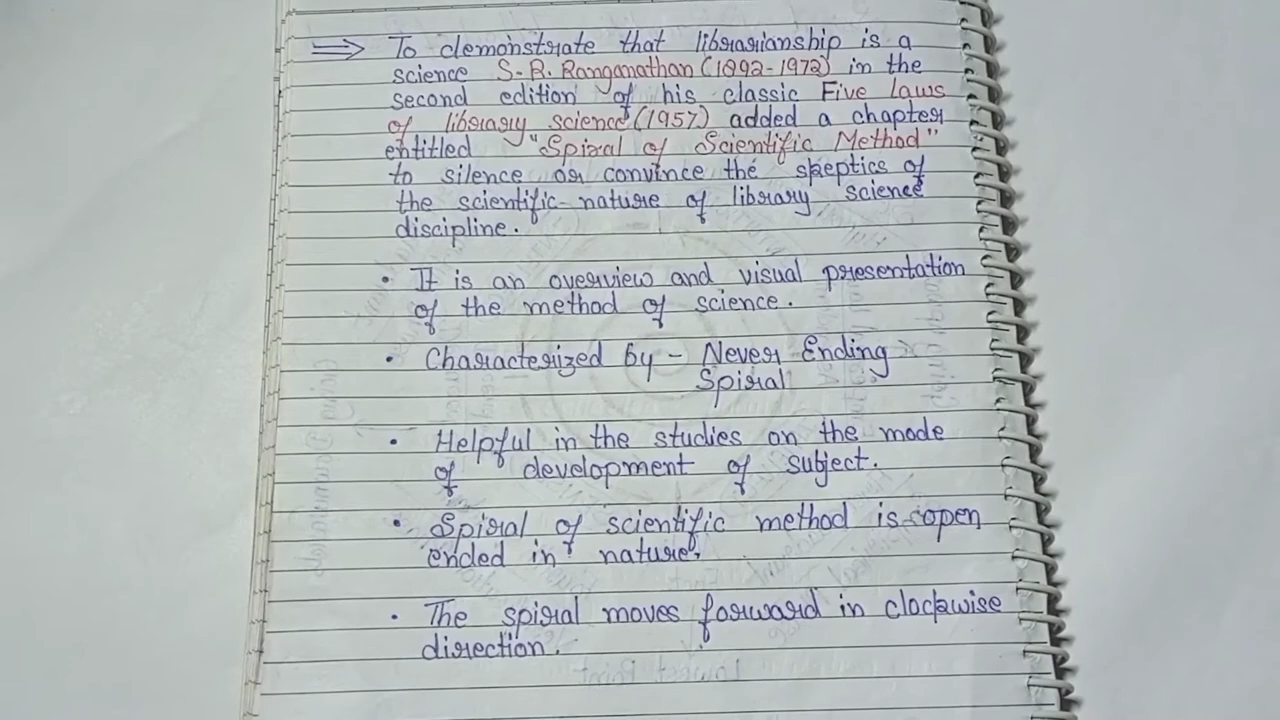 ⇒ To demonstrate that librarianship is a
science S.R. Ranganathan (1892-1972) in the
second edition of his classic Five laws
of library science (1957) added a chapter
entitled "Spiral of Scientific Method"
to silence or convince the skeptics of
the scientific nature of library science
discipline.
• It is an overview and visual presentation
of the method of science.
• Characterized by - Never Ending
Spiral
• Helpful in the studies on the mode
of development of subject.
• Spiral of scientific method is open
ended in nature.
• The spiral moves forward in clockwise
direction.